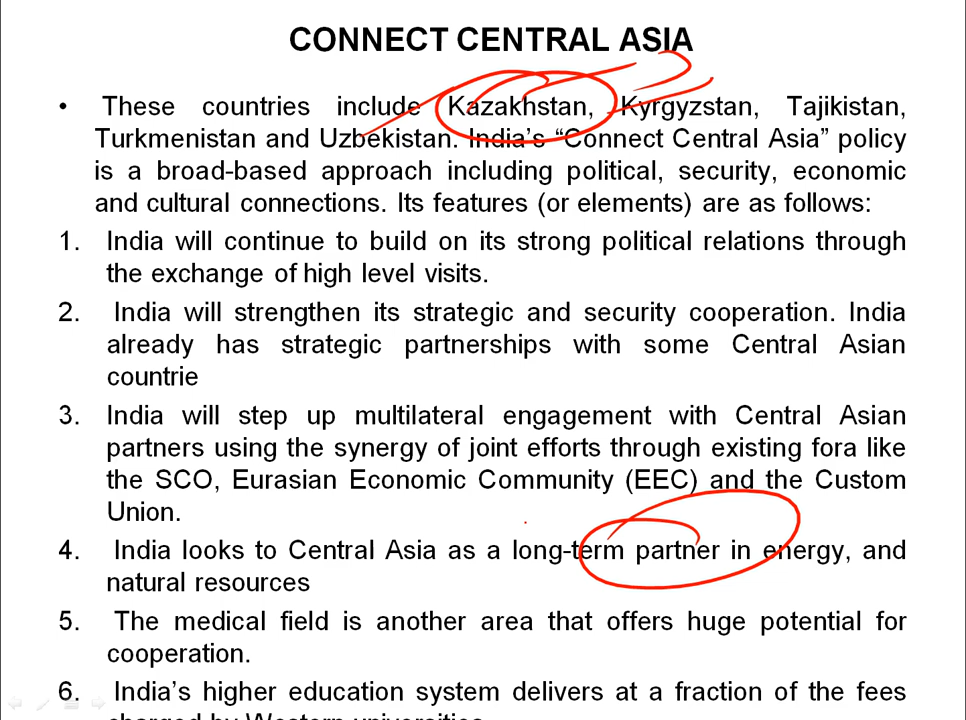 CONNECT CENTRAL ASIA
• These countries include Kazakhstan, Kyrgyzstan, Tajikistan,
Turkmenistan and Uzbekistan. India's “Connect Central Asia” policy
is a broad-based approach including political, security, economic
and cultural connections. Its features (or elements) are as follows:
1. India will continue to build on its strong political relations through
the exchange of high level visits.
2. India will strengthen its strategic and security cooperation. India
already has strategic partnerships with some Central Asian
countrie
3. India will step up multilateral engagement with Central Asian
partners using the synergy of joint efforts through existing fora like
the SCO, Eurasian Economic Community (EEC) and the Custom
Union.
4. India looks to Central Asia as a long-term partner in energy, and
natural resources
5. The medical field is another area that offers huge potential for
cooperation.
6. India's higher education system delivers at a fraction of the fees
charged by Western universities